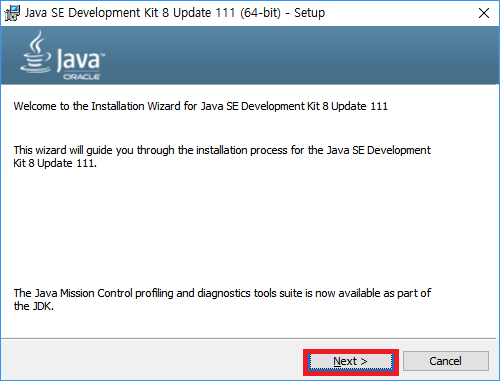 Java SE Development Kit 8 Update 111 (64-bit) - Setup
Java
ORACLE
Welcome to the Installation Wizard for Java SE Development Kit 8 Update 111
This wizard will guide you through the installation process for the Java SE Development
Kit 8 Update 111.
The Java Mission Control profiling and diagnostics tools suite is now available as part of
the JDK.
Next >
Cancel